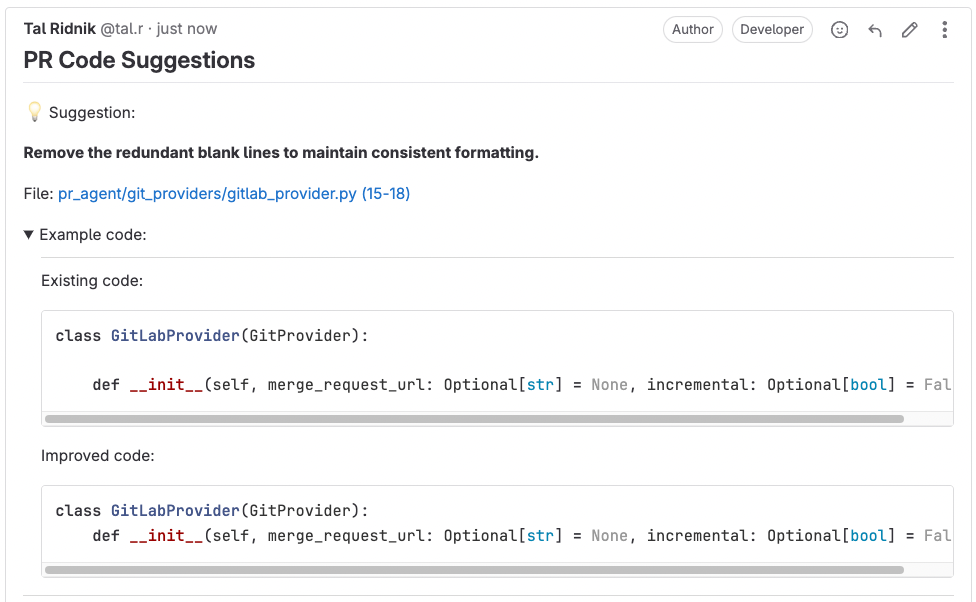 Tal Ridnik @tal.r · just now Author Developer
PR Code Suggestions
💡 Suggestion:
Remove the redundant blank lines to maintain consistent formatting.
File: pr_agent/git_providers/gitlab_provider.py (15-18)
▼ Example code:
Existing code:
class GitLabProvider(GitProvider):
    def __init__(self, merge_request_url: Optional[str] = None, incremental: Optional[bool] = Fal
Improved code:
class GitLabProvider(GitProvider):
    def __init__(self, merge_request_url: Optional[str] = None, incremental: Optional[bool] = Fal